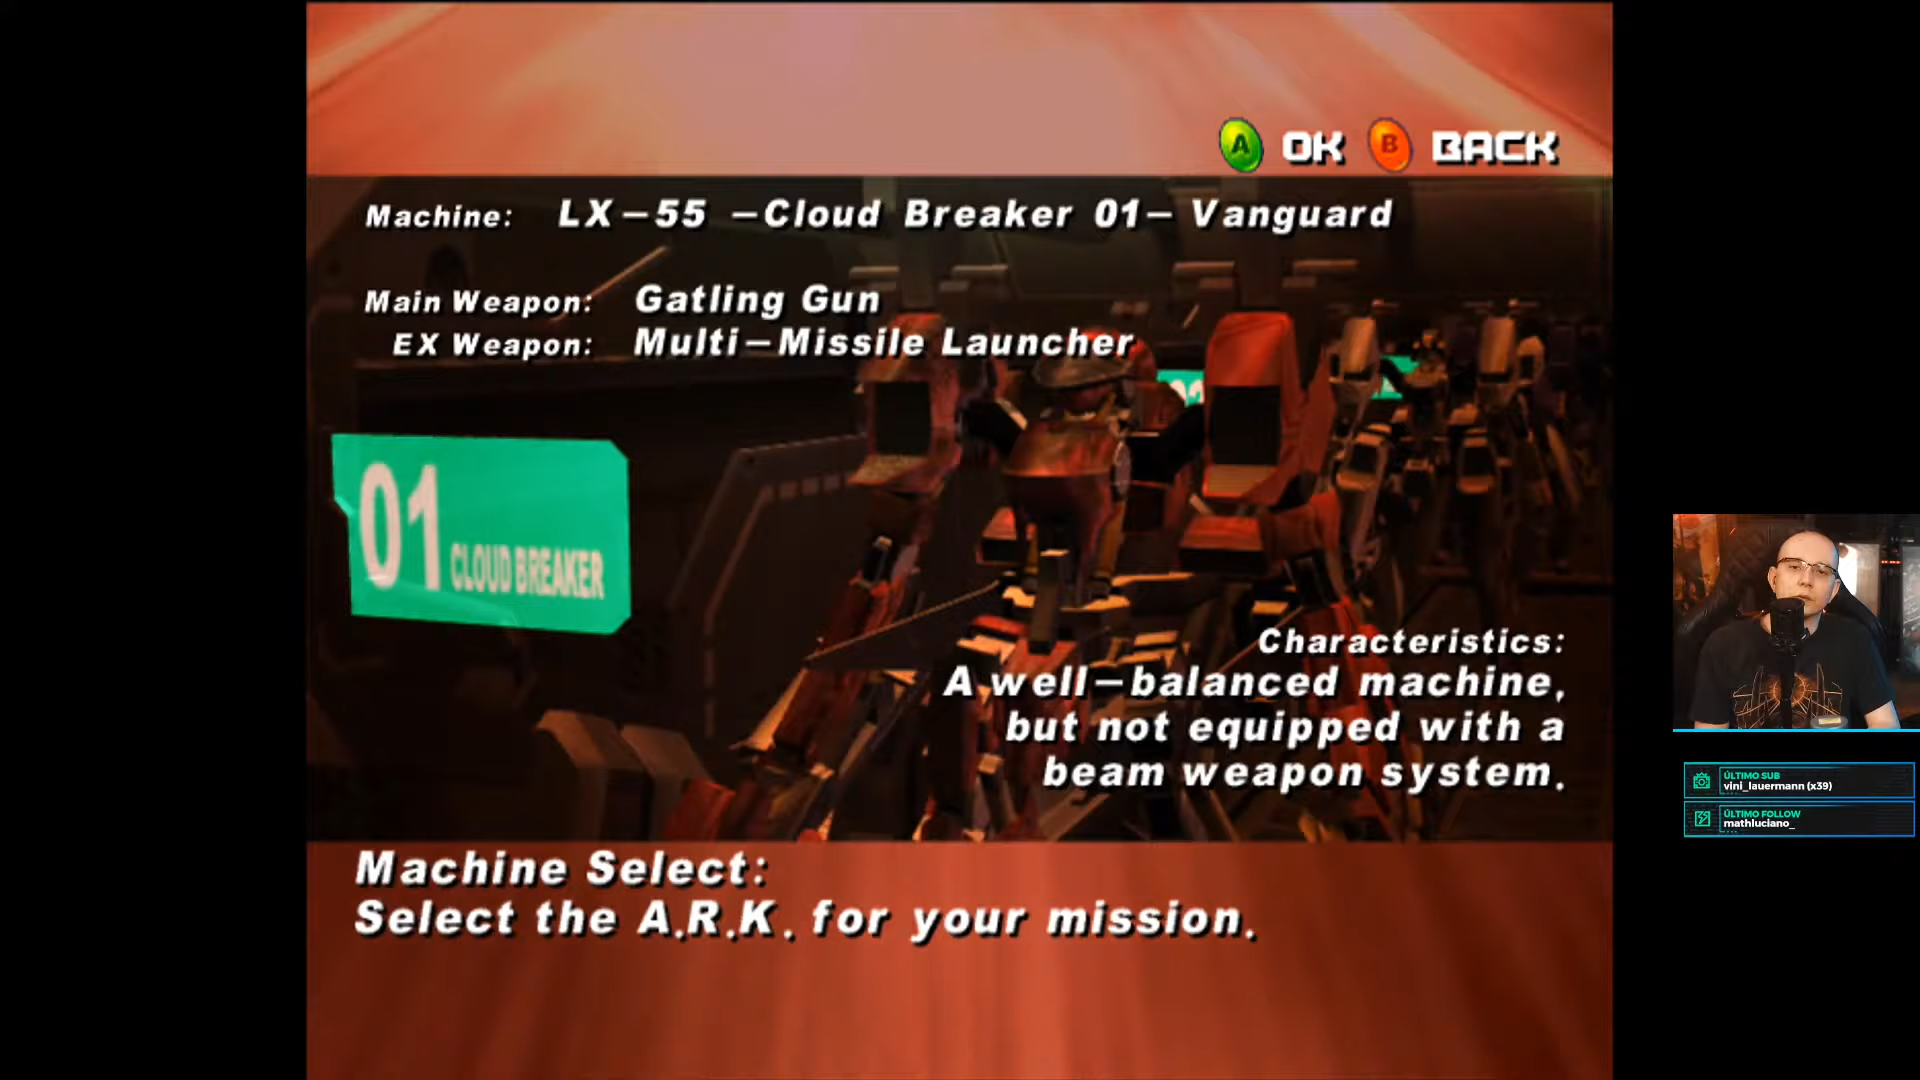 A OK B BACK
Machine: LX-55 -Cloud Breaker 01- Vanguard
Main Weapon: Gatling Gun
EX Weapon: Multi-Missile Launcher
01 CLOUD BREAKER
Characteristics:
A well-balanced machine,
but not equipped with a
beam weapon system.
Machine Select:
Select the A.R.K. for your mission.
ÚLTIMO SUB
vini_lauermann (x39)
ÚLTIMO FOLLOW
mathluciano_